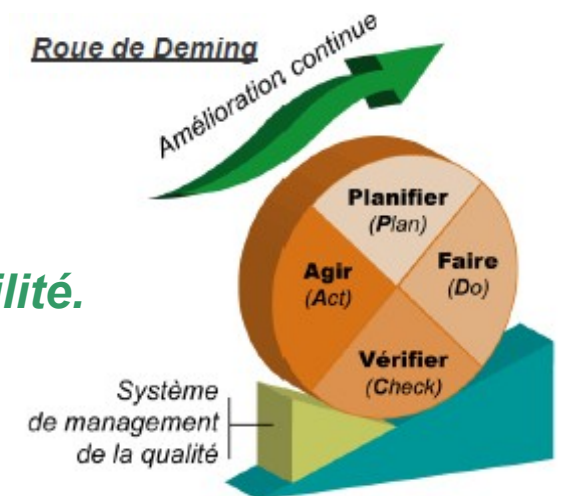 Roue de Deming
Amélioration continue
Planifier
(Plan)
Faire
(Do)
Agir
(Act)
ilité.
Vérifier
(Check)
Système
de management
de la qualité